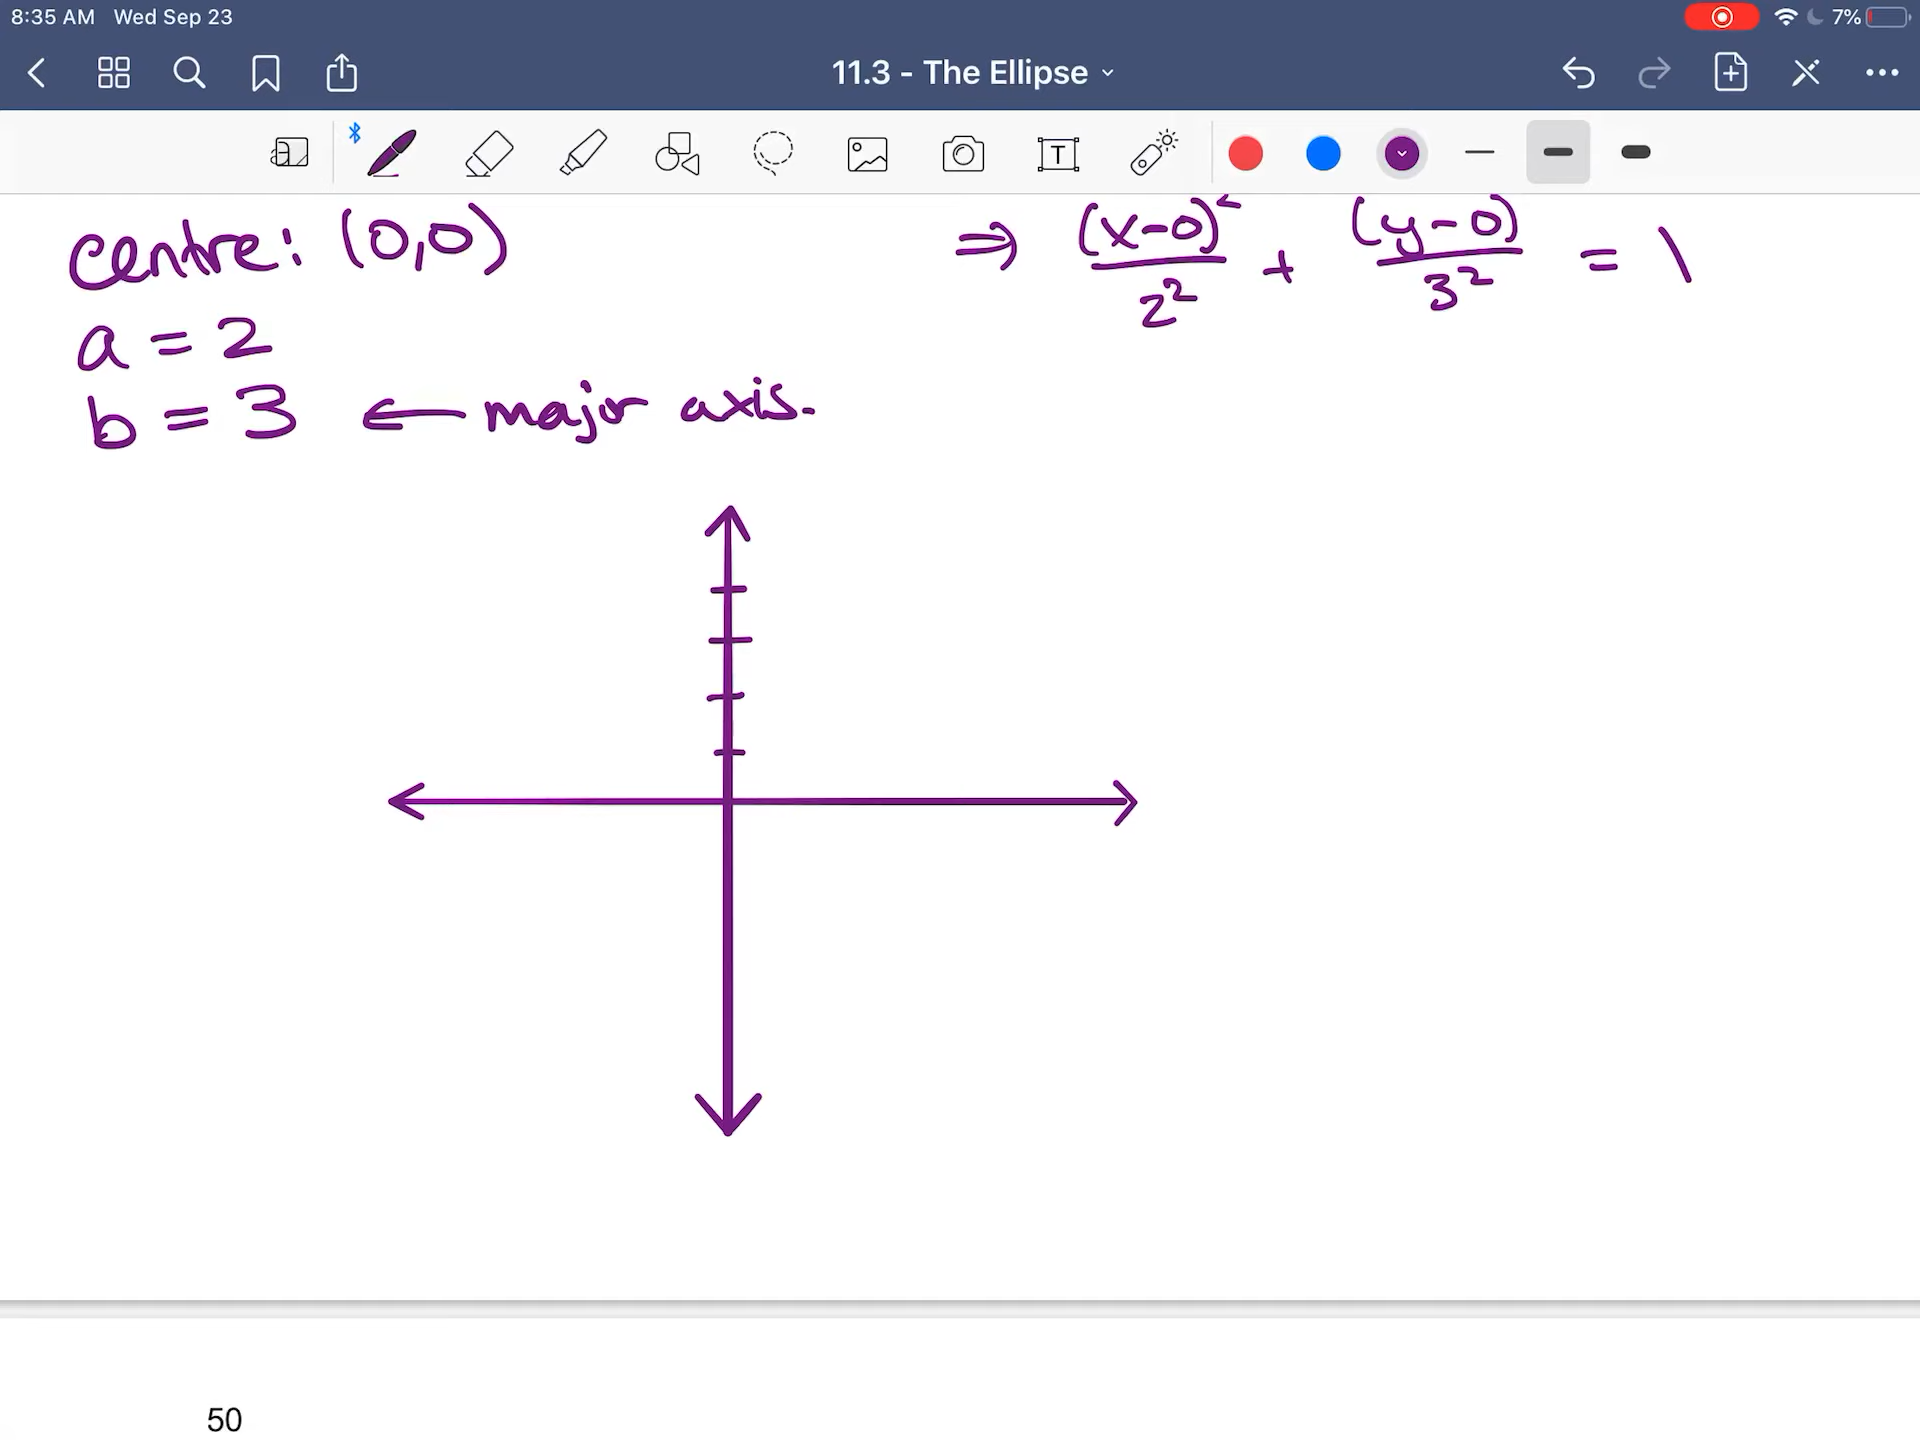 8:35 AM Wed Sep 23 7%
11.3 - The Ellipse
T
centre: (0,0) ⇒ (x-0)²/2² + (y-0)/3² = 1
a = 2
b = 3 ← major axis.
50